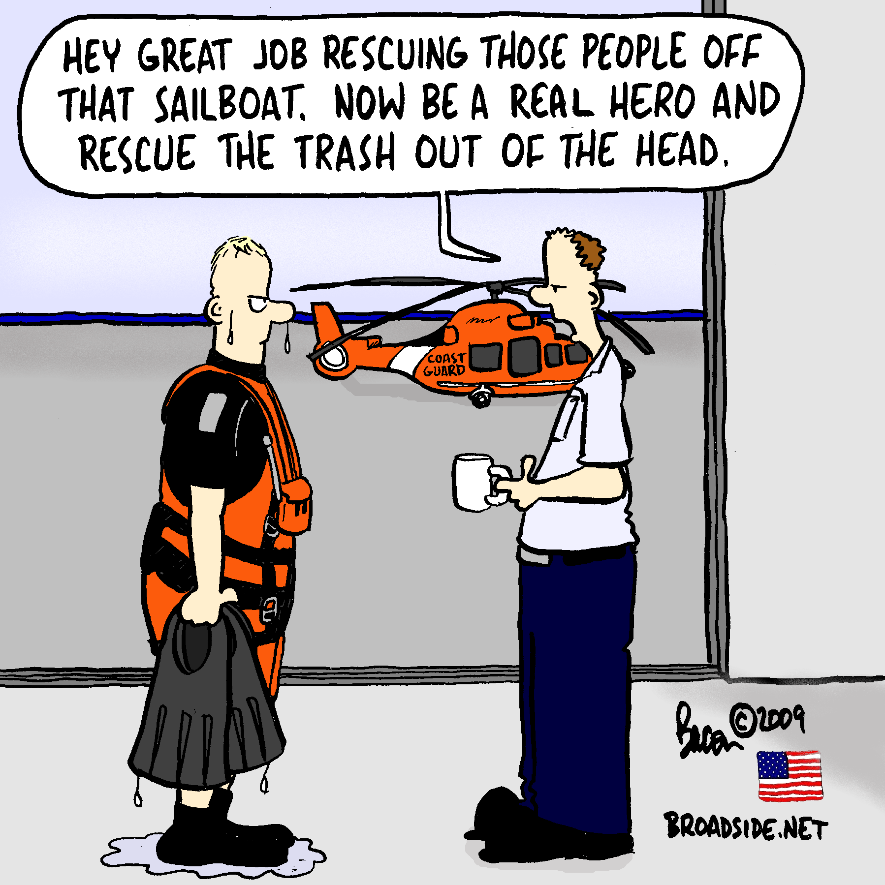 HEY GREAT JOB RESCUING THOSE PEOPLE OFF
THAT SAILBOAT. NOW BE A REAL HERO AND
RESCUE THE TRASH OUT OF THE HEAD.
COAST
GUARD
Bacon ©2009
BROADSIDE.NET